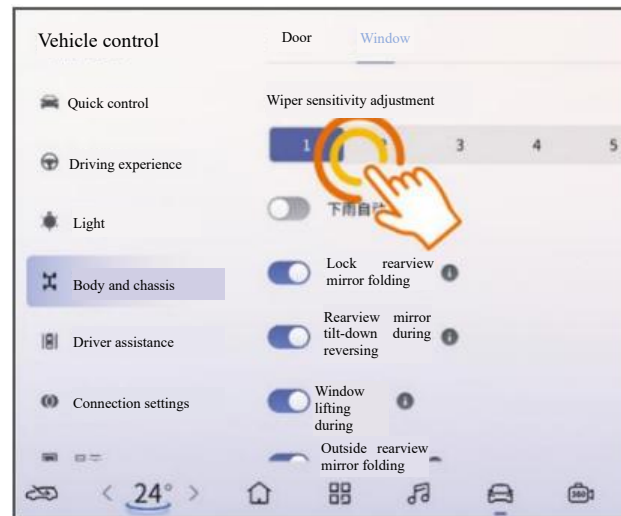 Vehicle control
Door
Window
Quick control
Driving experience
Light
Body and chassis
Driver assistance
Connection settings
Wiper sensitivity adjustment
1
3
4
5
下雨自动
Lock rearview
mirror folding
Rearview mirror
tilt-down during
reversing
Window
lifting
during
Outside rearview
mirror folding
< 24° >
360